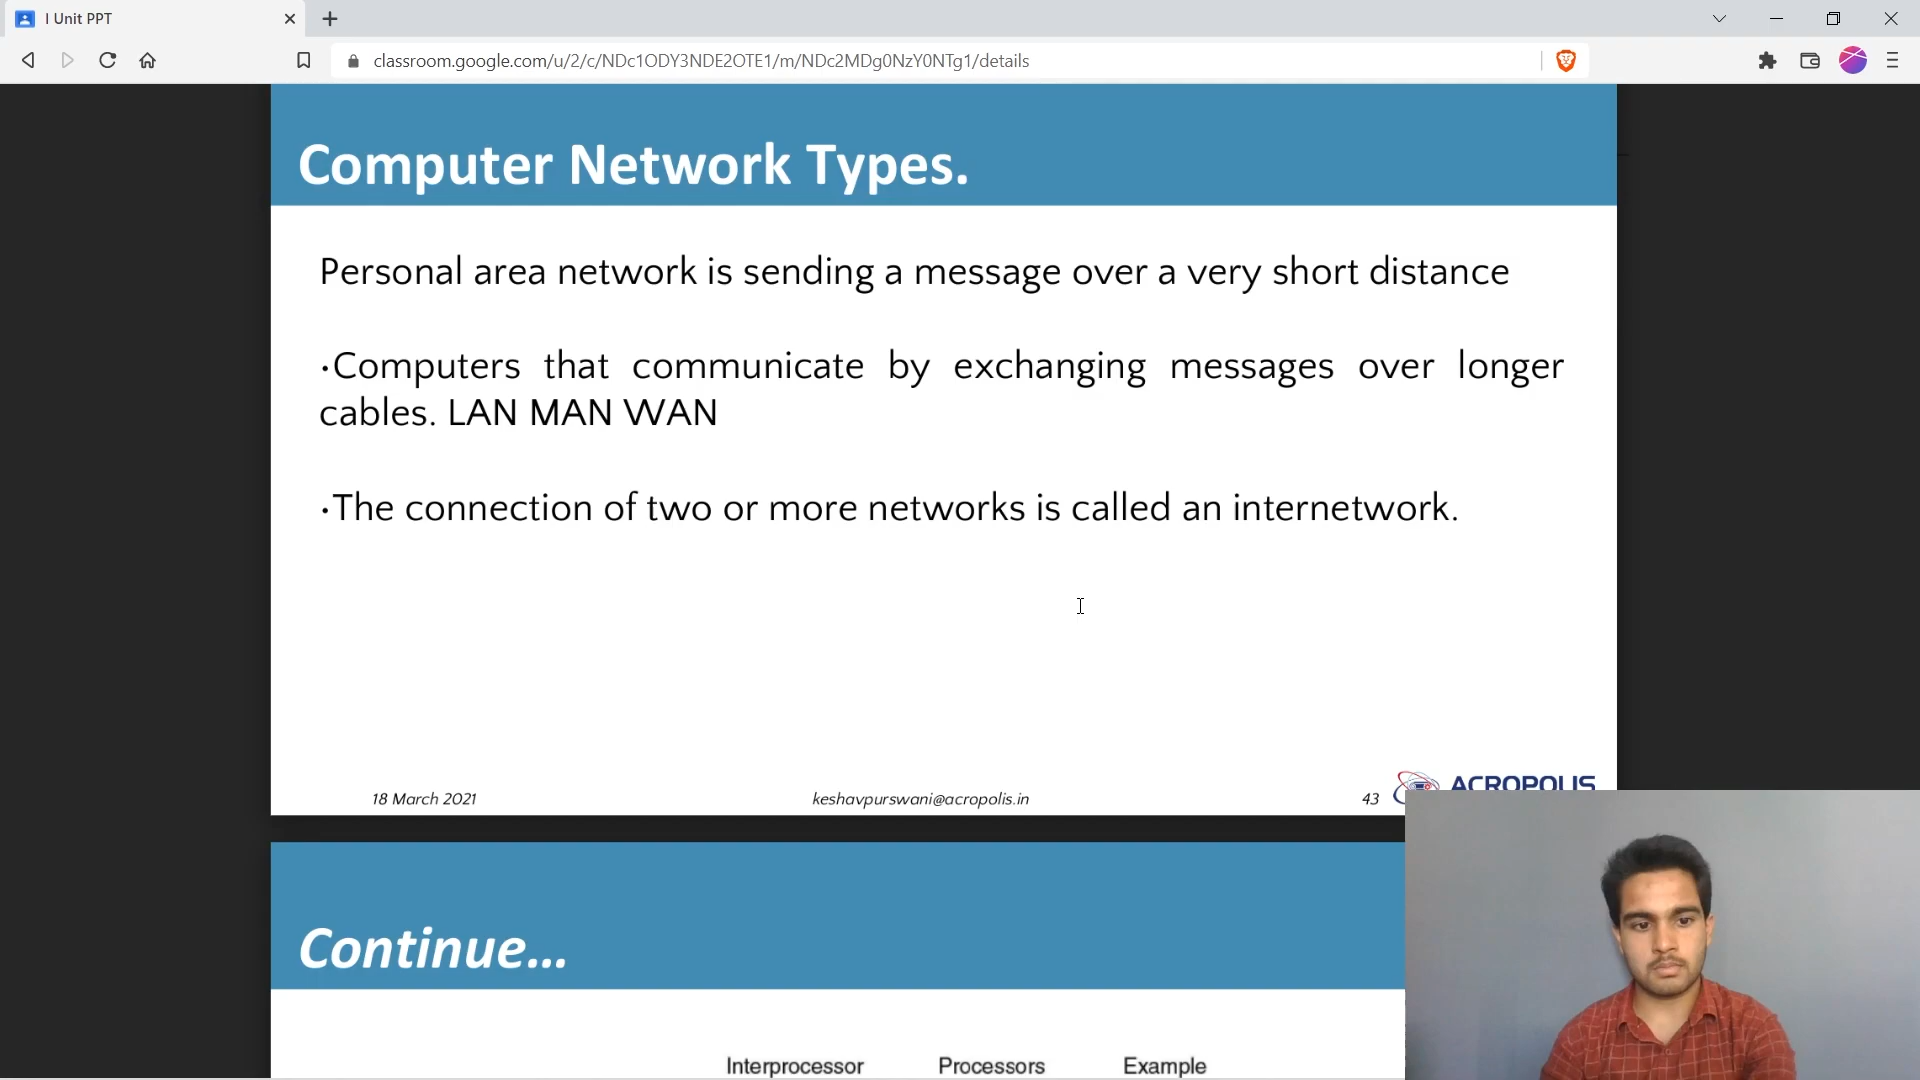 I Unit PPT
classroom.google.com/u/2/c/NDc1ODY3NDE2OTE1/m/NDc2MDg0NzY0NTg1/details
Computer Network Types.
Personal area network is sending a message over a very short distance
•Computers that communicate by exchanging messages over longer
cables. LAN MAN WAN
•The connection of two or more networks is called an internetwork.
18 March 2021
keshavpurswani@acropolis.in
43
ACROPOLIS
Continue...
Interprocessor
Processors
Example